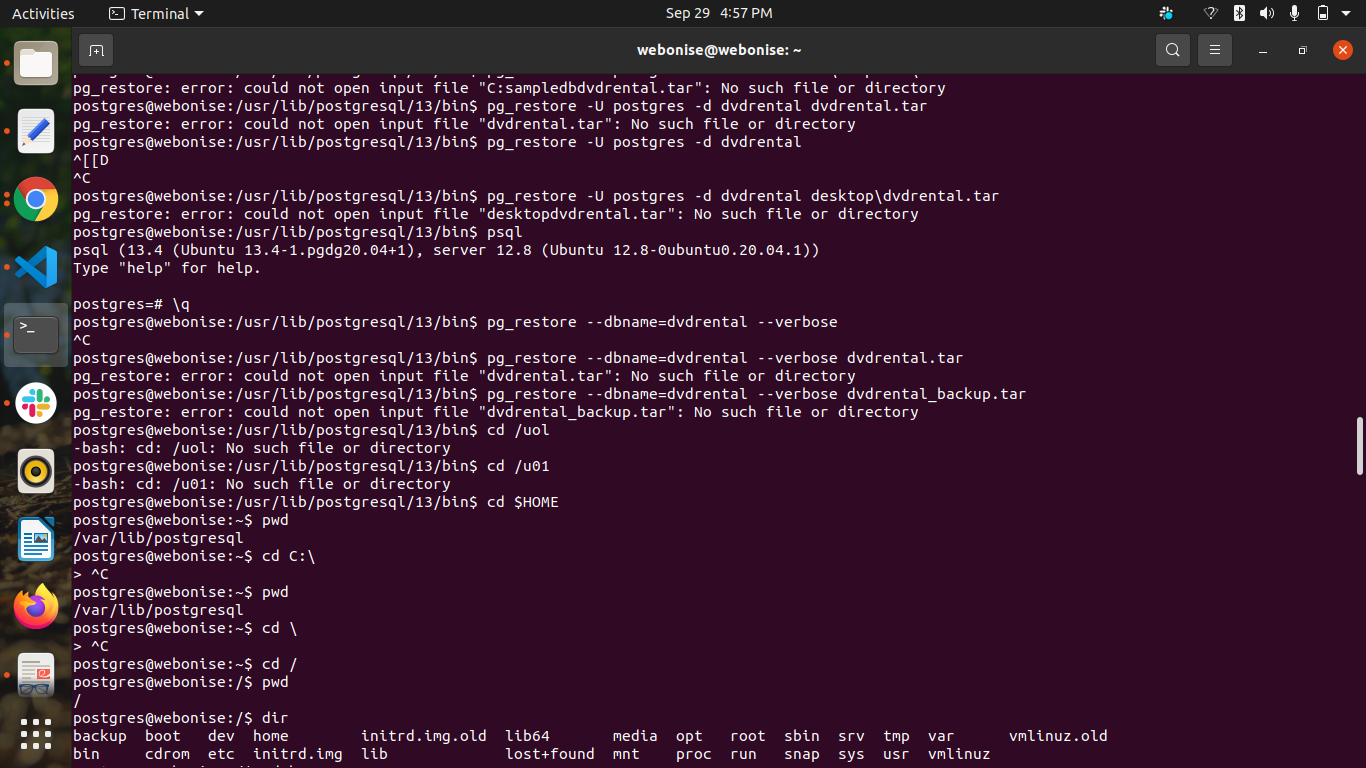 Activities
Terminal
Sep 29 4:57 PM
webonise@webonise: ~
pg_restore: error: could not open input file "C:sampledbdvdrental.tar": No such file or directory
postgres@webonise:/usr/lib/postgresql/13/bin$ pg_restore -U postgres -d dvdrental dvdrental.tar
pg_restore: error: could not open input file "dvdrental.tar": No such file or directory
postgres@webonise:/usr/lib/postgresql/13/bin$ pg_restore -U postgres -d dvdrental
^[[D
^C
postgres@webonise:/usr/lib/postgresql/13/bin$ pg_restore -U postgres -d dvdrental desktop\dvdrental.tar
pg_restore: error: could not open input file "desktopdvdrental.tar": No such file or directory
postgres@webonise:/usr/lib/postgresql/13/bin$ psql
psql (13.4 (Ubuntu 13.4-1.pgdg20.04+1), server 12.8 (Ubuntu 12.8-0ubuntu0.20.04.1))
Type "help" for help.
postgres=# \q
postgres@webonise:/usr/lib/postgresql/13/bin$ pg_restore --dbname=dvdrental --verbose
^C
postgres@webonise:/usr/lib/postgresql/13/bin$ pg_restore --dbname=dvdrental --verbose dvdrental.tar
pg_restore: error: could not open input file "dvdrental.tar": No such file or directory
postgres@webonise:/usr/lib/postgresql/13/bin$ pg_restore --dbname=dvdrental --verbose dvdrental_backup.tar
pg_restore: error: could not open input file "dvdrental_backup.tar": No such file or directory
postgres@webonise:/usr/lib/postgresql/13/bin$ cd /uol
-bash: cd: /uol: No such file or directory
postgres@webonise:/usr/lib/postgresql/13/bin$ cd /u01
-bash: cd: /u01: No such file or directory
postgres@webonise:/usr/lib/postgresql/13/bin$ cd $HOME
postgres@webonise:~$ pwd
/var/lib/postgresql
postgres@webonise:~$ cd C:\
> ^C
postgres@webonise:~$ pwd
/var/lib/postgresql
postgres@webonise:~$ cd \
> ^C
postgres@webonise:~$ cd /
postgres@webonise:/$ pwd
/
postgres@webonise:/$ dir
backup boot dev home initrd.img.old lib64 media opt root sbin srv tmp var vmlinuz.old
bin cdrom etc initrd.img lib lost+found mnt proc run snap sys usr vmlinuz